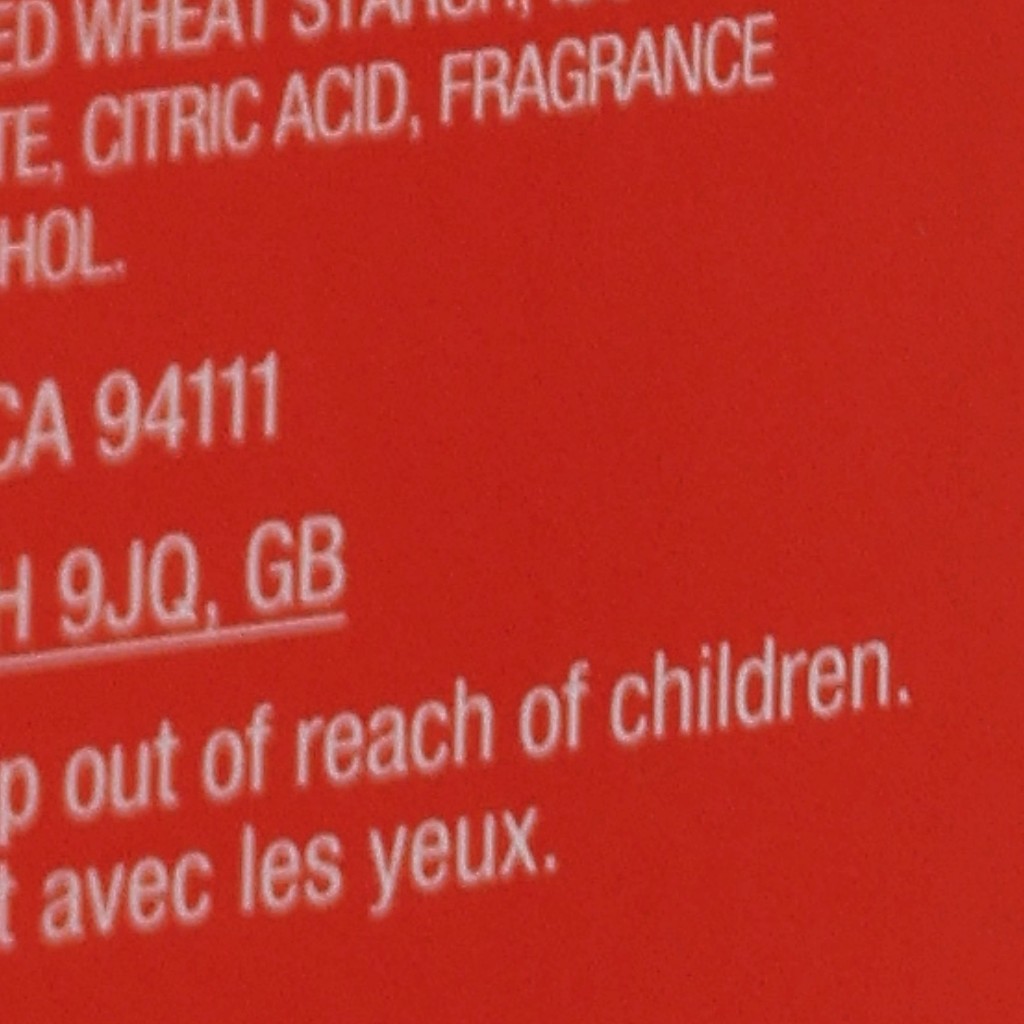 ED WHEAT STARCH,
TE, CITRIC ACID, FRAGRANCE
HOL.
CA 94111
H 9JQ, GB
p out of reach of children.
t avec les yeux.